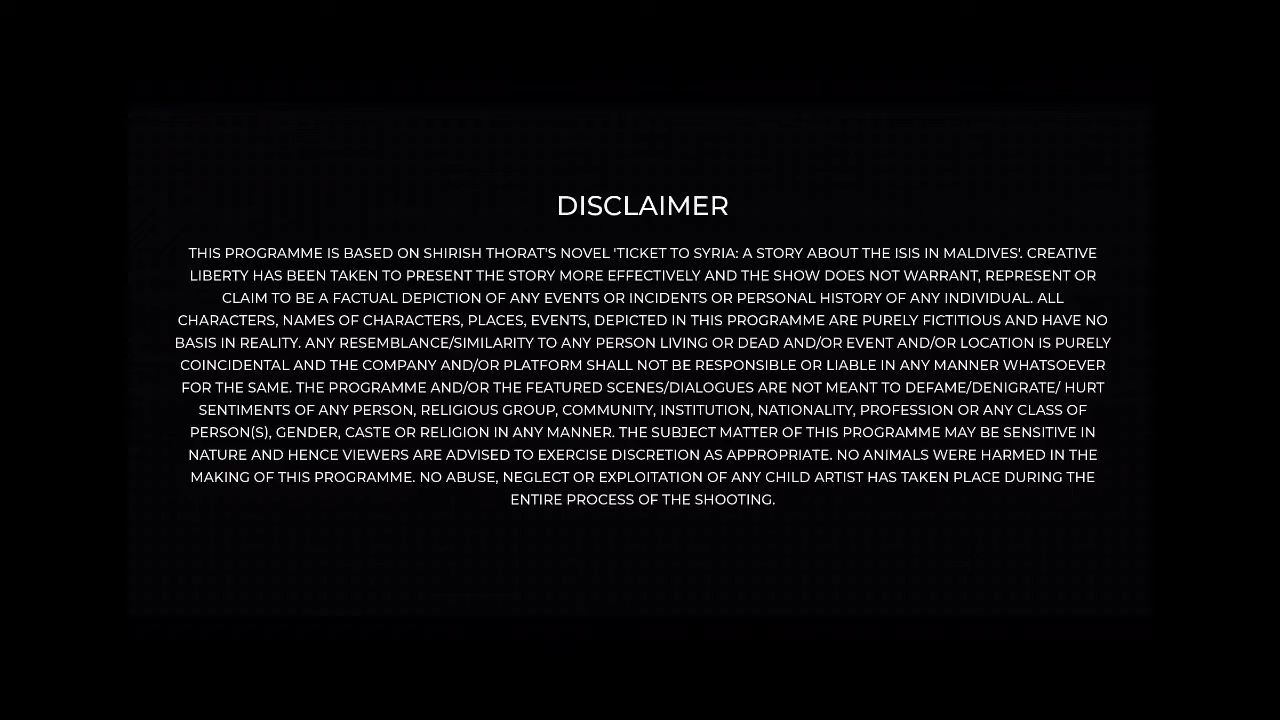 DISCLAIMER
THIS PROGRAMME IS BASED ON SHIRISH THORAT'S NOVEL 'TICKET TO SYRIA: A STORY ABOUT THE ISIS IN MALDIVES'. CREATIVE
LIBERTY HAS BEEN TAKEN TO PRESENT THE STORY MORE EFFECTIVELY AND THE SHOW DOES NOT WARRANT, REPRESENT OR
CLAIM TO BE A FACTUAL DEPICTION OF ANY EVENTS OR INCIDENTS OR PERSONAL HISTORY OF ANY INDIVIDUAL. ALL
CHARACTERS, NAMES OF CHARACTERS, PLACES, EVENTS, DEPICTED IN THIS PROGRAMME ARE PURELY FICTITIOUS AND HAVE NO
BASIS IN REALITY. ANY RESEMBLANCE/SIMILARITY TO ANY PERSON LIVING OR DEAD AND/OR EVENT AND/OR LOCATION IS PURELY
COINCIDENTAL AND THE COMPANY AND/OR PLATFORM SHALL NOT BE RESPONSIBLE OR LIABLE IN ANY MANNER WHATSOEVER
FOR THE SAME. THE PROGRAMME AND/OR THE FEATURED SCENES/DIALOGUES ARE NOT MEANT TO DEFAME/DENIGRATE/ HURT
SENTIMENTS OF ANY PERSON, RELIGIOUS GROUP, COMMUNITY, INSTITUTION, NATIONALITY, PROFESSION OR ANY CLASS OF
PERSON(S), GENDER, CASTE OR RELIGION IN ANY MANNER. THE SUBJECT MATTER OF THIS PROGRAMME MAY BE SENSITIVE IN
NATURE AND HENCE VIEWERS ARE ADVISED TO EXERCISE DISCRETION AS APPROPRIATE. NO ANIMALS WERE HARMED IN THE
MAKING OF THIS PROGRAMME. NO ABUSE, NEGLECT OR EXPLOITATION OF ANY CHILD ARTIST HAS TAKEN PLACE DURING THE
ENTIRE PROCESS OF THE SHOOTING.